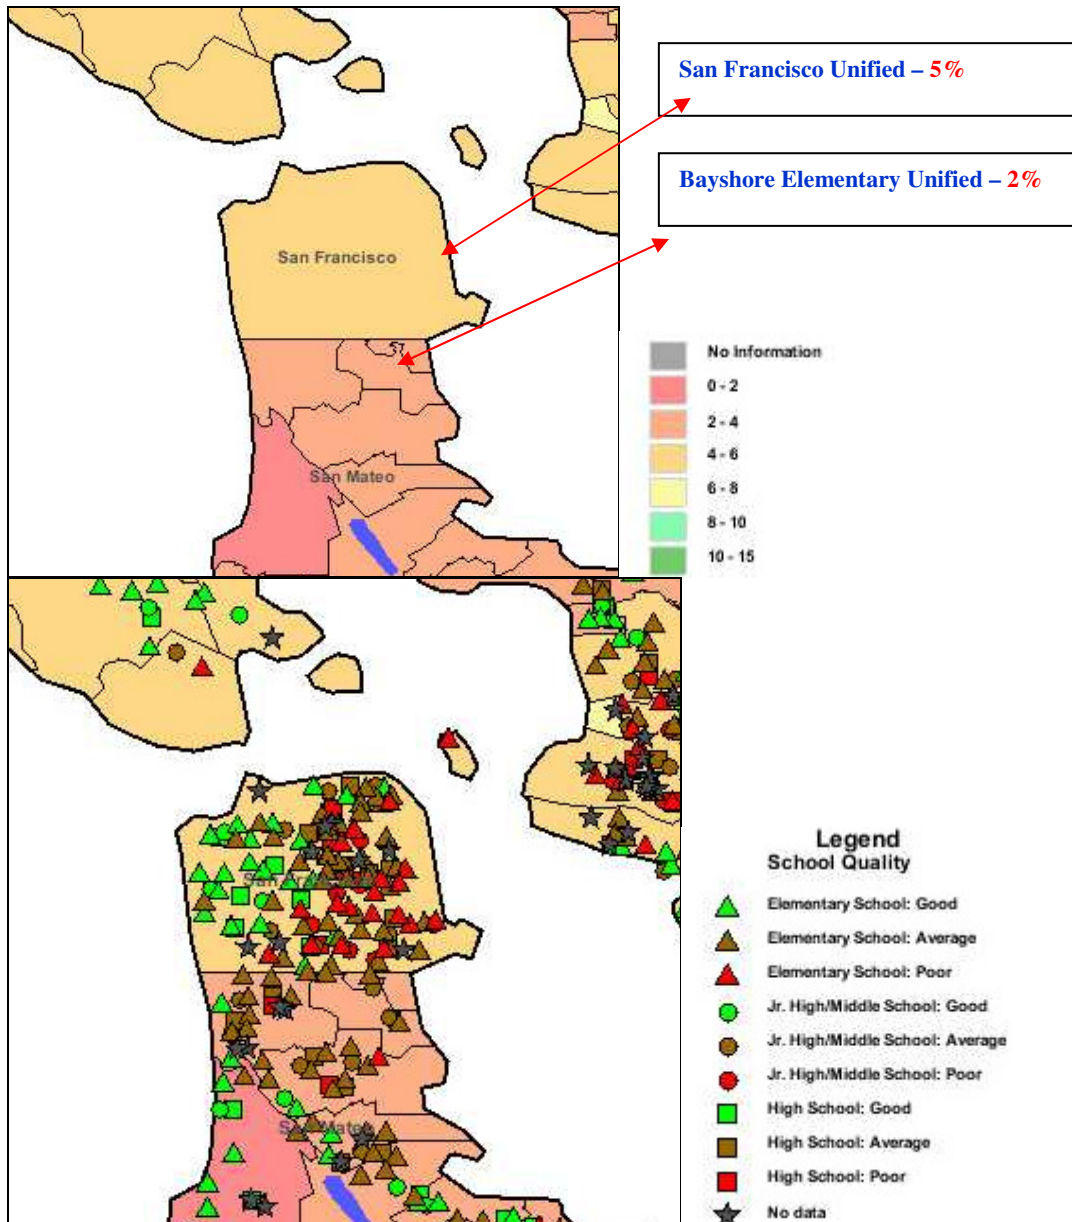 San Francisco Unified – 5%
Bayshore Elementary Unified – 2%
San Francisco
San Mateo
No Information
0 - 2
2 - 4
4 - 6
6 - 8
8 - 10
10 - 15
San Mateo
Legend
School Quality
Elementary School: Good
Elementary School: Average
Elementary School: Poor
Jr. High/Middle School: Good
Jr. High/Middle School: Average
Jr. High/Middle School: Poor
High School: Good
High School: Average
High School: Poor
No data